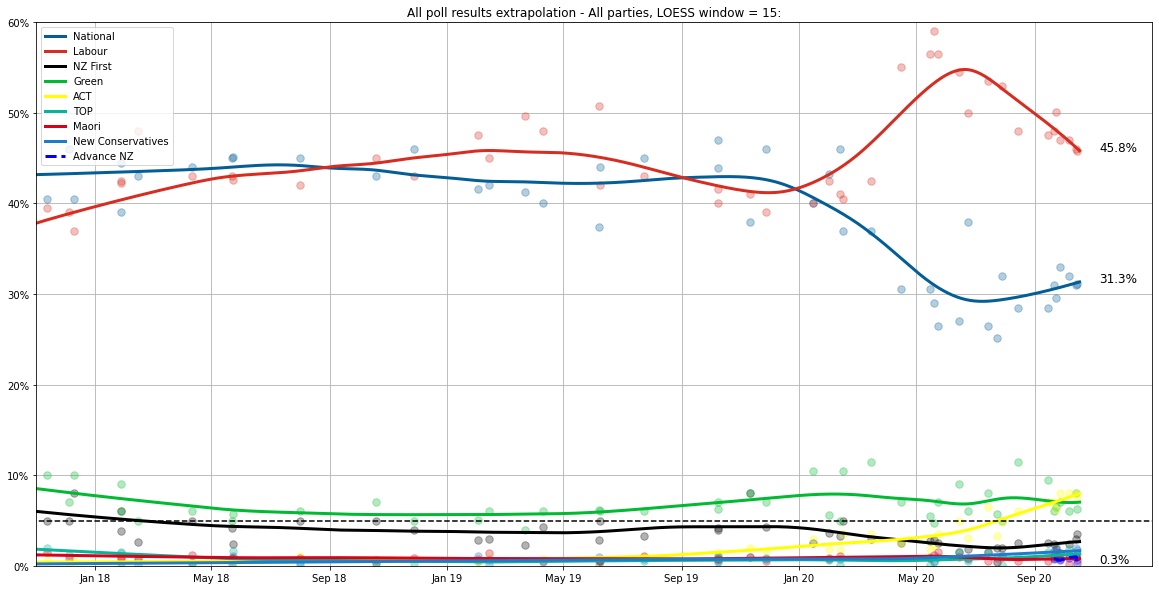 All poll results extrapolation - All parties, LOESS window = 15:
60%
50%
40%
30%
20%
10%
0%
National
Labour
NZ First
Green
ACT
TOP
Maori
New Conservatives
Advance NZ
45.8%
31.3%
0.3%
Jan 18
May 18
Sep 18
Jan 19
May 19
Sep 19
Jan 20
May 20
Sep 20